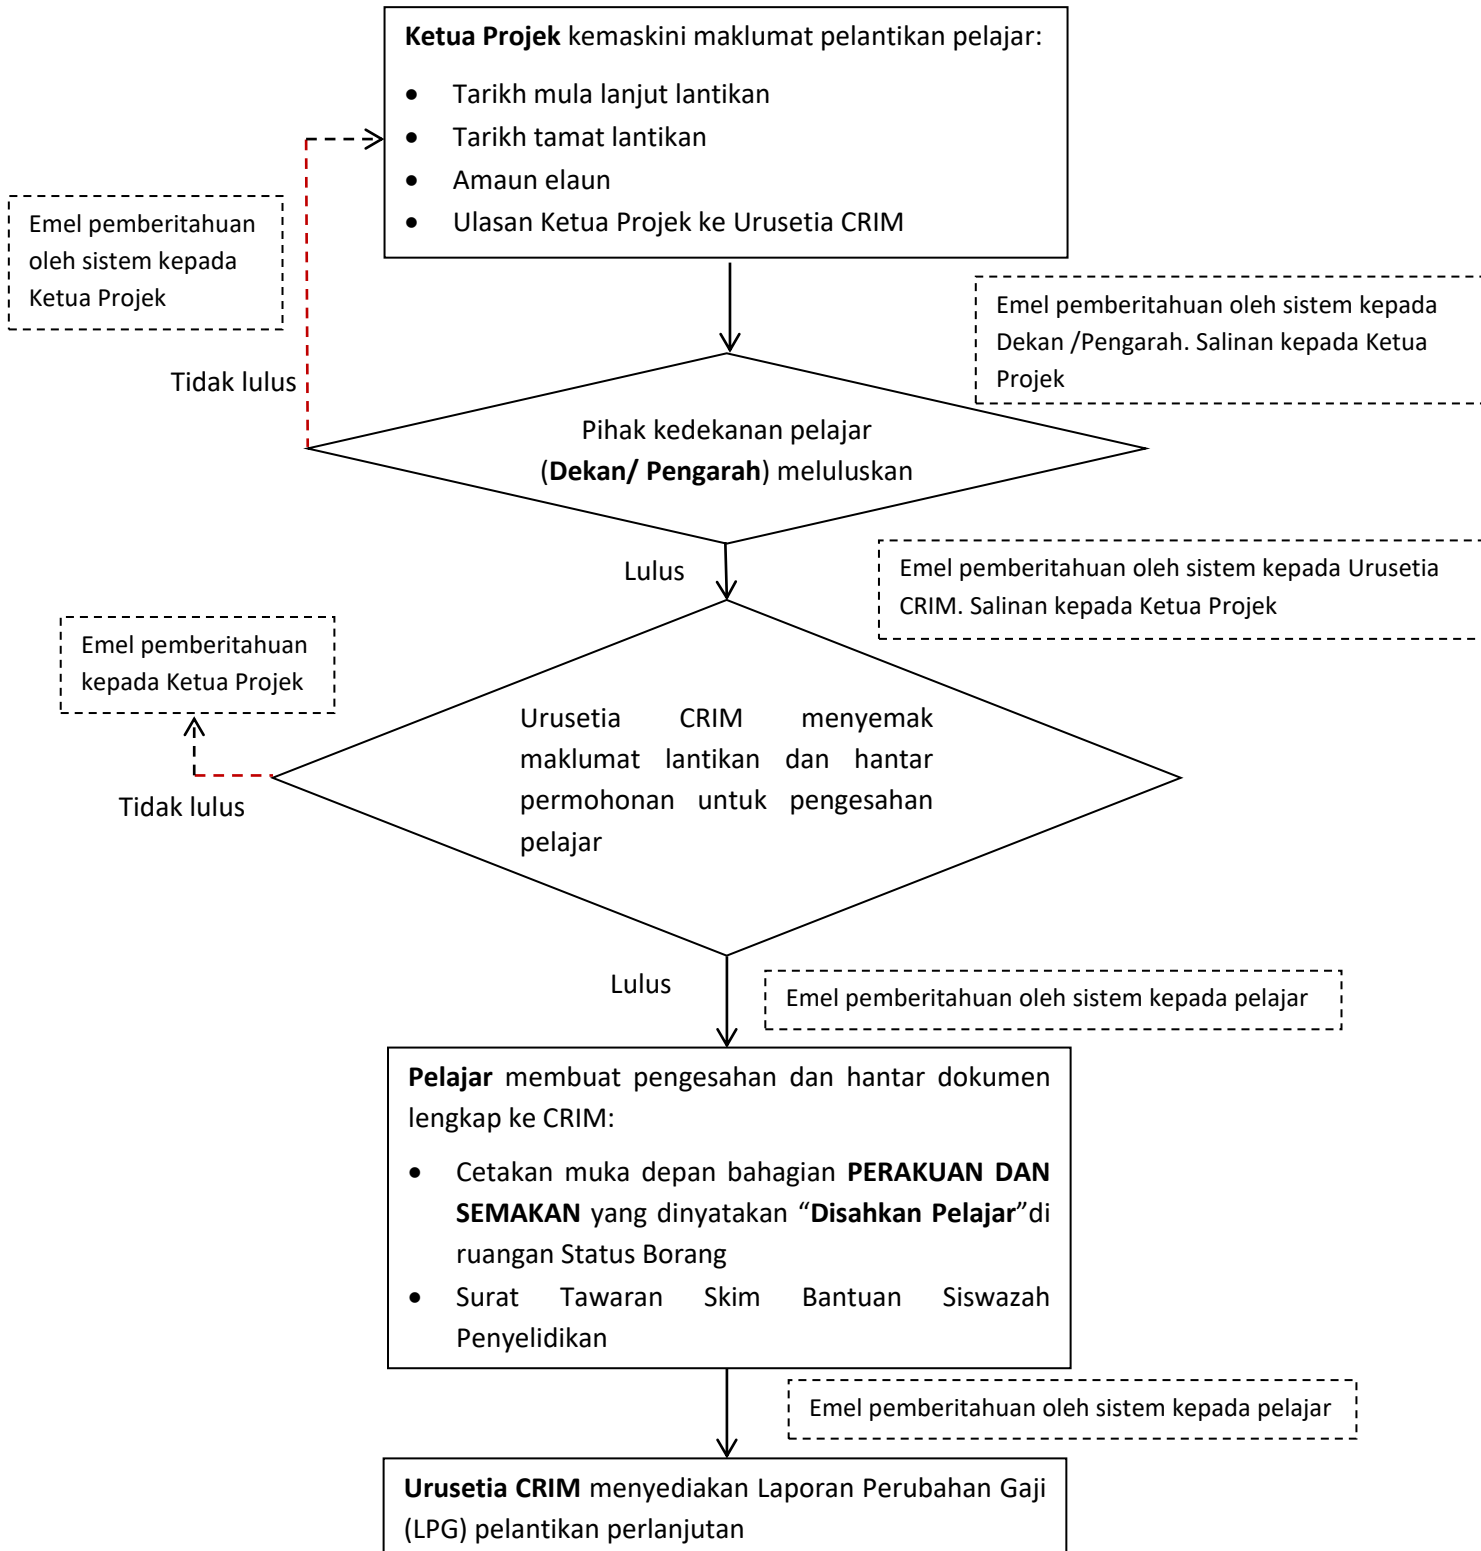 Ketua Projek kemaskini maklumat pelantikan pelajar:
• Tarikh mula lanjut lantikan
• Tarikh tamat lantikan
• Amaun elaun
• Ulasan Ketua Projek ke Urusetia CRIM
Emel pemberitahuan
oleh sistem kepada
Ketua Projek
Tidak lulus
Emel pemberitahuan oleh sistem kepada
Dekan /Pengarah. Salinan kepada Ketua
Projek
Pihak kedekanan pelajar
(Dekan/ Pengarah) meluluskan
Lulus
Emel pemberitahuan oleh sistem kepada Urusetia
CRIM. Salinan kepada Ketua Projek
Emel pemberitahuan
kepada Ketua Projek
Tidak lulus
Urusetia CRIM menyemak
maklumat lantikan dan hantar
permohonan untuk pengesahan
pelajar
Lulus
Emel pemberitahuan oleh sistem kepada pelajar
Pelajar membuat pengesahan dan hantar dokumen
lengkap ke CRIM:
• Cetakan muka depan bahagian PERAKUAN DAN
SEMAKAN yang dinyatakan “Disahkan Pelajar”di
ruangan Status Borang
• Surat Tawaran Skim Bantuan Siswazah
Penyelidikan
Emel pemberitahuan oleh sistem kepada pelajar
Urusetia CRIM menyediakan Laporan Perubahan Gaji
(LPG) pelantikan perlanjutan